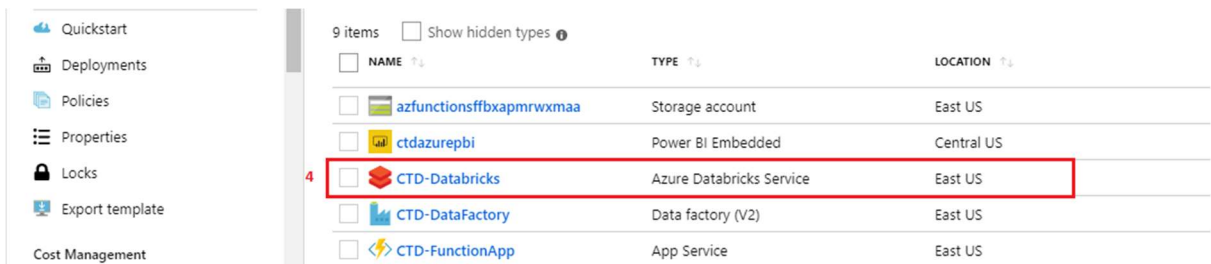 Quickstart
Deployments
Policies
Properties
Locks
Export template
Cost Management
9 items Show hidden types
NAME TYPE LOCATION
azfunctionsffbxapmrwxmaa Storage account East US
ctdazurepbi Power BI Embedded Central US
4 CTD-Databricks Azure Databricks Service East US
CTD-DataFactory Data factory (V2) East US
CTD-FunctionApp App Service East US